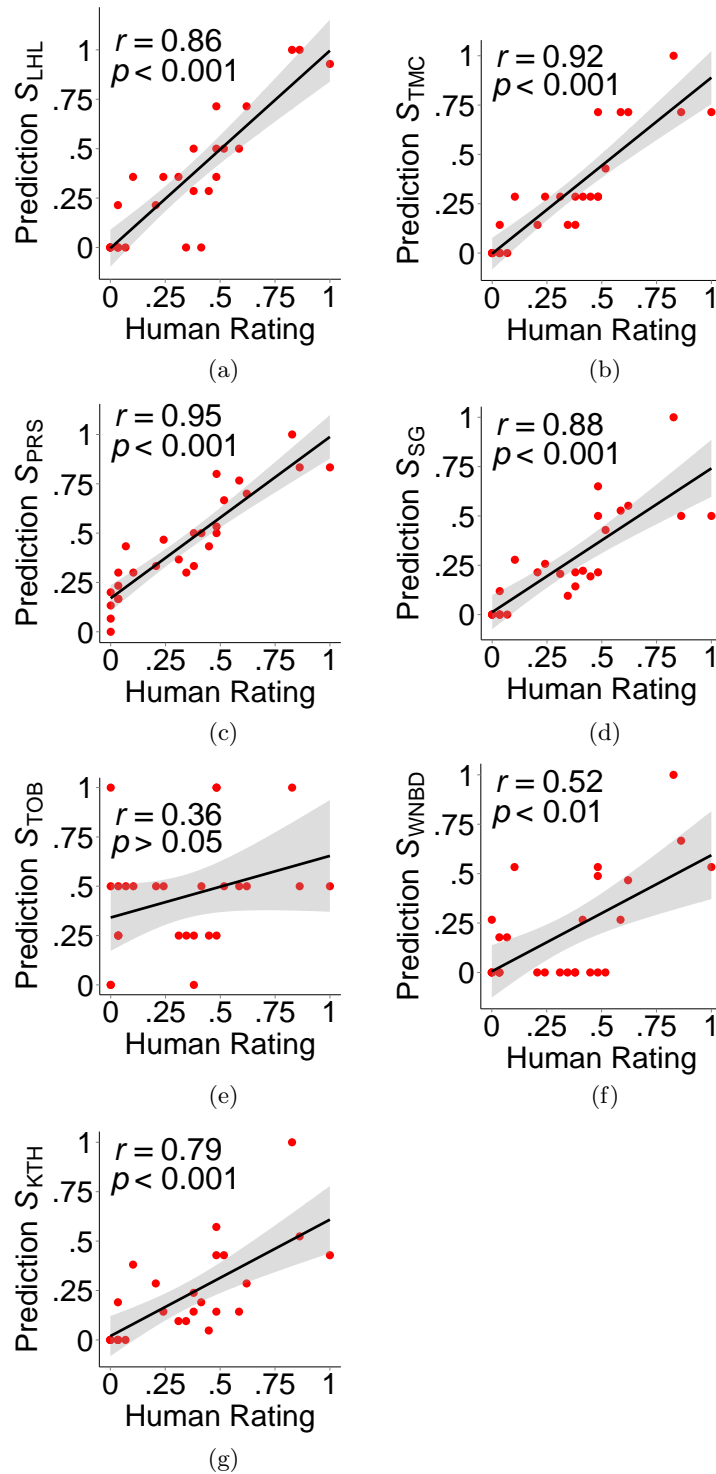 r = 0.86
p < 0.001
Prediction S_LHL
1
.75
.5
.25
0
0 .25 .5 .75 1
Human Rating
(a)
r = 0.92
p < 0.001
Prediction S_TMC
1
.75
.5
.25
0
0 .25 .5 .75 1
Human Rating
(b)
r = 0.95
p < 0.001
Prediction S_PRS
1
.75
.5
.25
0
0 .25 .5 .75 1
Human Rating
(c)
r = 0.88
p < 0.001
Prediction S_SG
1
.75
.5
.25
0
0 .25 .5 .75 1
Human Rating
(d)
r = 0.36
p > 0.05
Prediction S_TOB
1
.75
.5
.25
0
0 .25 .5 .75 1
Human Rating
(e)
r = 0.52
p < 0.01
Prediction S_WNBD
1
.75
.5
.25
0
0 .25 .5 .75 1
Human Rating
(f)
r = 0.79
p < 0.001
Prediction S_KTH
1
.75
.5
.25
0
0 .25 .5 .75 1
Human Rating
(g)